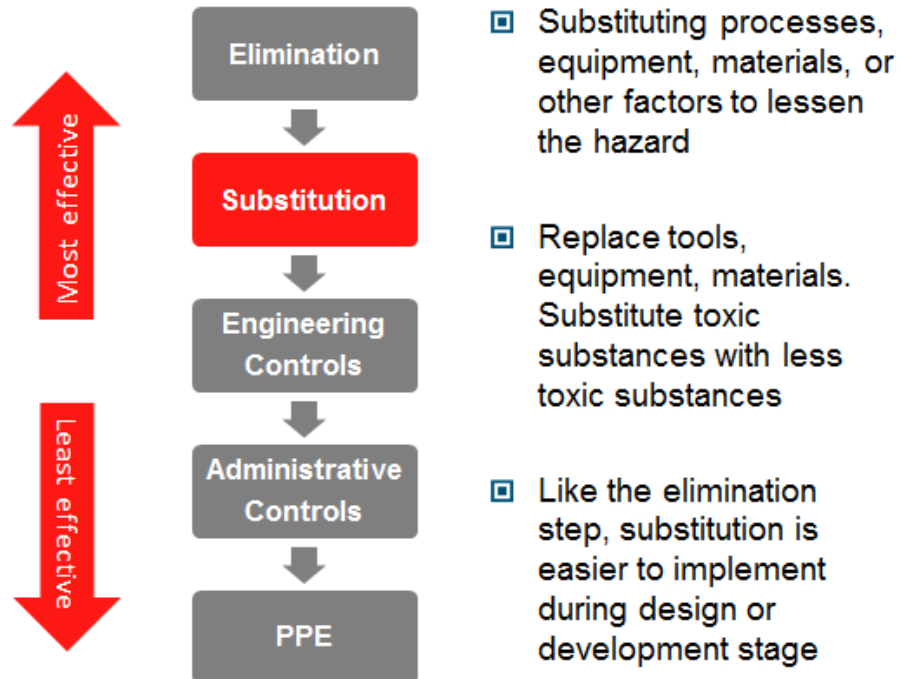 Most effective
Least effective
Elimination
Substitution
Engineering
Controls
Administrative
Controls
PPE
Substituting processes,
equipment, materials, or
other factors to lessen
the hazard
Replace tools,
equipment, materials.
Substitute toxic
substances with less
toxic substances
Like the elimination
step, substitution is
easier to implement
during design or
development stage